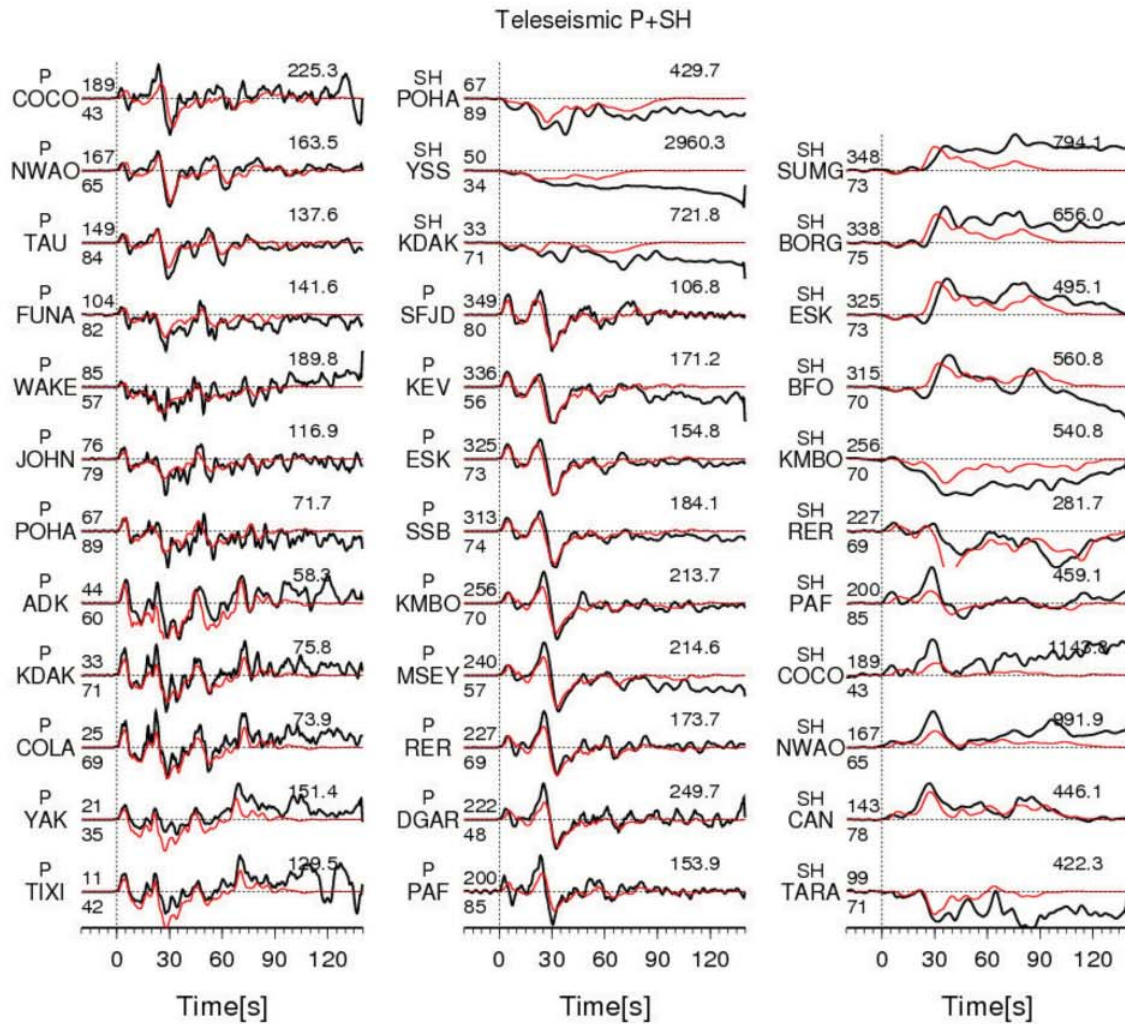 Teleseismic P+SH
P
COCO 189 43 225.3
P
NWAO 167 65 163.5
P
TAU 149 84 137.6
P
FUNA 104 82 141.6
P
WAKE 85 57 189.8
P
JOHN 76 79 116.9
P
POHA 67 89 71.7
P
ADK 44 60 58.3
P
KDAK 33 71 75.8
P
COLA 25 69 73.9
P
YAK 21 35 151.4
P
TIXI 11 42 129.5
0 30 60 90 120
Time[s]
SH
POHA 67 89 429.7
SH
YSS 50 34 2960.3
SH
KDAK 33 71 721.8
P
SFJD 349 80 106.8
P
KEV 336 56 171.2
P
ESK 325 73 154.8
P
SSB 313 74 184.1
P
KMBO 256 70 213.7
P
MSEY 240 57 214.6
P
RER 227 69 173.7
P
DGAR 222 48 249.7
P
PAF 200 85 153.9
0 30 60 90 120
Time[s]
SH
SUMG 348 73 794.1
SH
BORG 338 75 656.0
SH
ESK 325 73 495.1
SH
BFO 315 70 560.8
SH
KMBO 256 70 540.8
SH
RER 227 69 281.7
SH
PAF 200 85 459.1
SH
COCO 189 43 1143.8
SH
NWAO 167 65 991.9
SH
CAN 143 78 446.1
SH
TARA 99 71 422.3
0 30 60 90 120
Time[s]